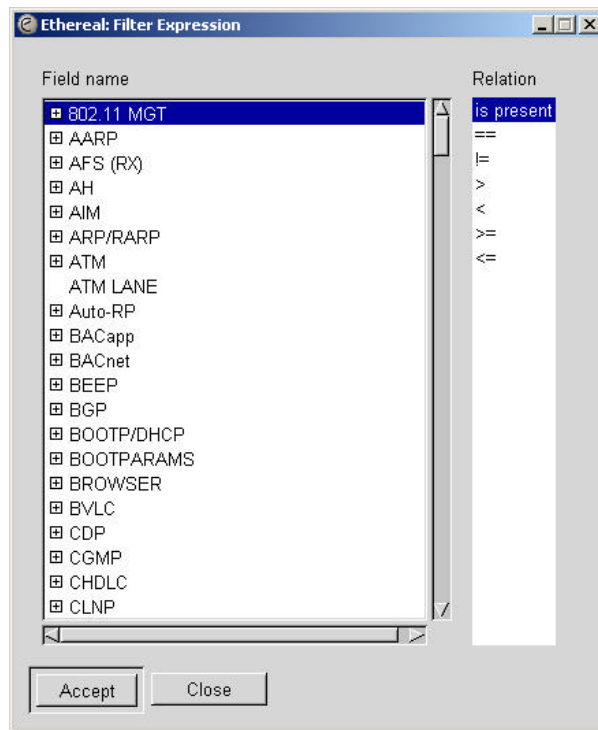 Ethereal: Filter Expression
Field name
Relation
802.11 MGT
AARP
AFS (RX)
AH
AIM
ARP/RARP
ATM
ATM LANE
Auto-RP
BACapp
BACnet
BEEP
BGP
BOOTP/DHCP
BOOTPARAMS
BROWSER
BVLC
CDP
CGMP
CHDLC
CLNP
is present
==
!=
>
<
>=
<=
Accept
Close